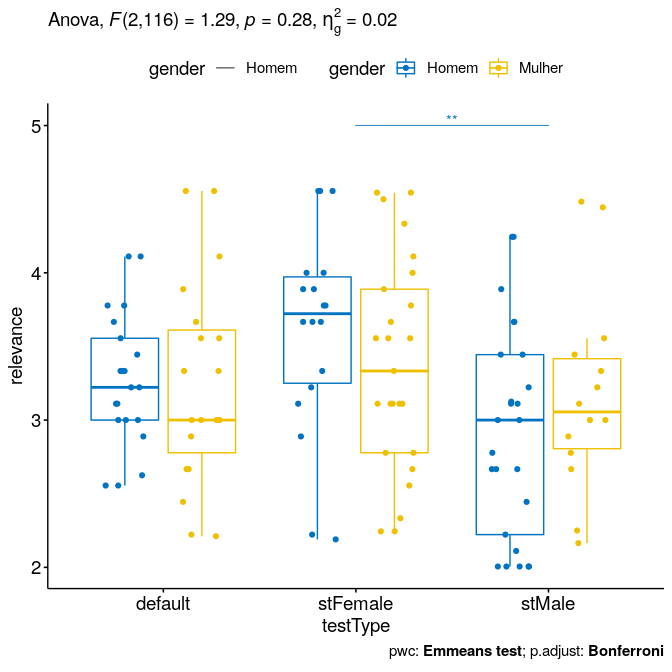 Anova, F(2,116) = 1.29, p = 0.28, η²g = 0.02
gender Homem gender Homem Mulher
**
5
4
3
2
relevance
default stFemale stMale
testType
pwc: Emmeans test; p.adjust: Bonferroni